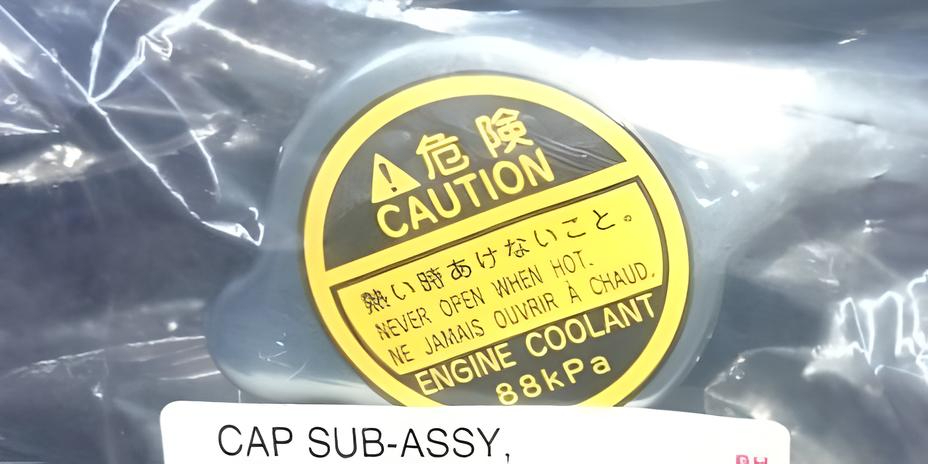 危険
CAUTION
熱い時あけないこと。
NEVER OPEN WHEN HOT.
NE JAMAIS OUVRIR À CHAUD.
ENGINE COOLANT
88kPa
CAP SUB-ASSY,